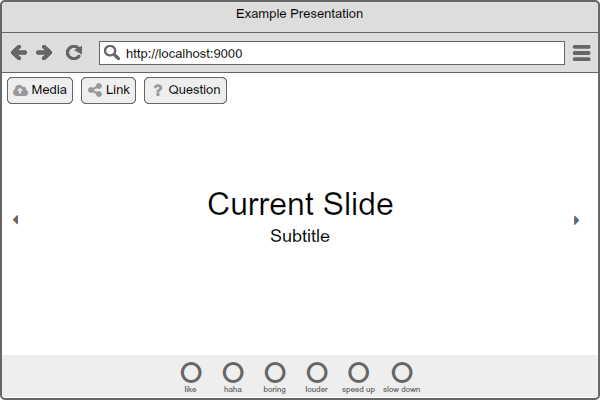 Example Presentation
http://localhost:9000
Media Link ? Question
Current Slide
Subtitle
like haha boring louder speed up slow down